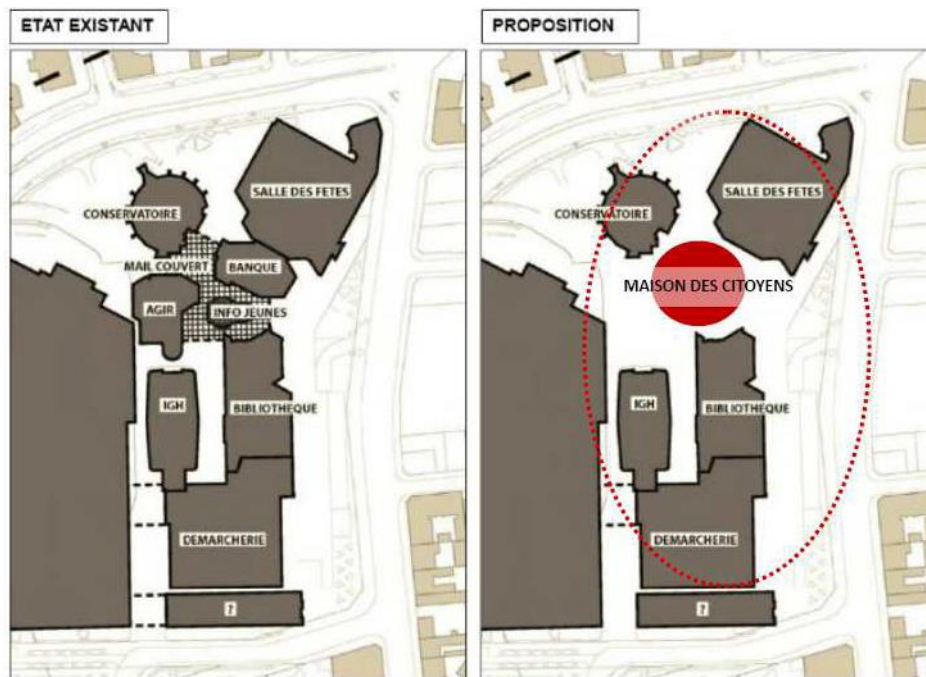 ETAT EXISTANT
SALLE DES FETES
CONSERVATOIRE
MAIL COUVERT
BANQUE
AGIR
INFO JEUNES
IGH
BIBLIOTHEQUE
DEMARCHERIE
?
PROPOSITION
SALLE DES FETES
CONSERVATOIRE
MAISON DES CITOYENS
IGH
BIBLIOTHEQUE
DEMARCHERIE
?